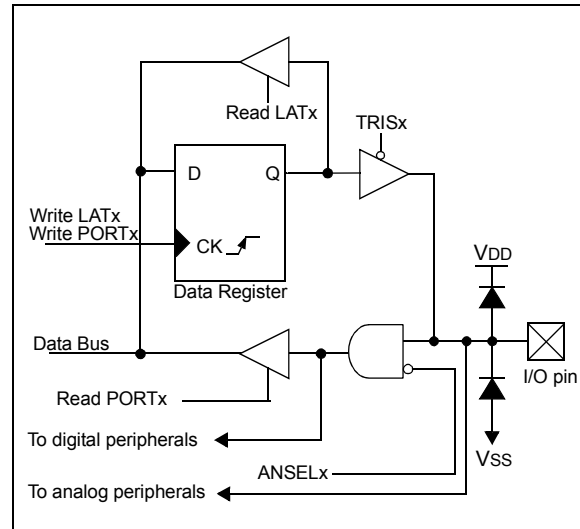 Read LATx
TRISx
D
Q
Write LATx
Write PORTx
CK
Data Register
VDD
Data Bus
I/O pin
Read PORTx
To digital peripherals
VSS
ANSELx
To analog peripherals